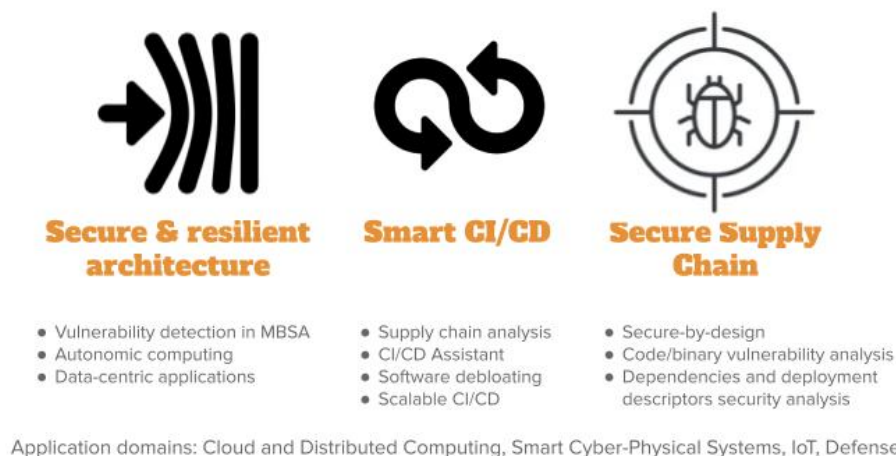 Secure & resilient
architecture
Smart CI/CD
Secure Supply
Chain
● Vulnerability detection in MBSA
● Autonomic computing
● Data-centric applications
● Supply chain analysis
● CI/CD Assistant
● Software debloating
● Scalable CI/CD
● Secure-by-design
● Code/binary vulnerability analysis
● Dependencies and deployment
descriptors security analysis
Application domains: Cloud and Distributed Computing, Smart Cyber-Physical Systems, IoT, Defense